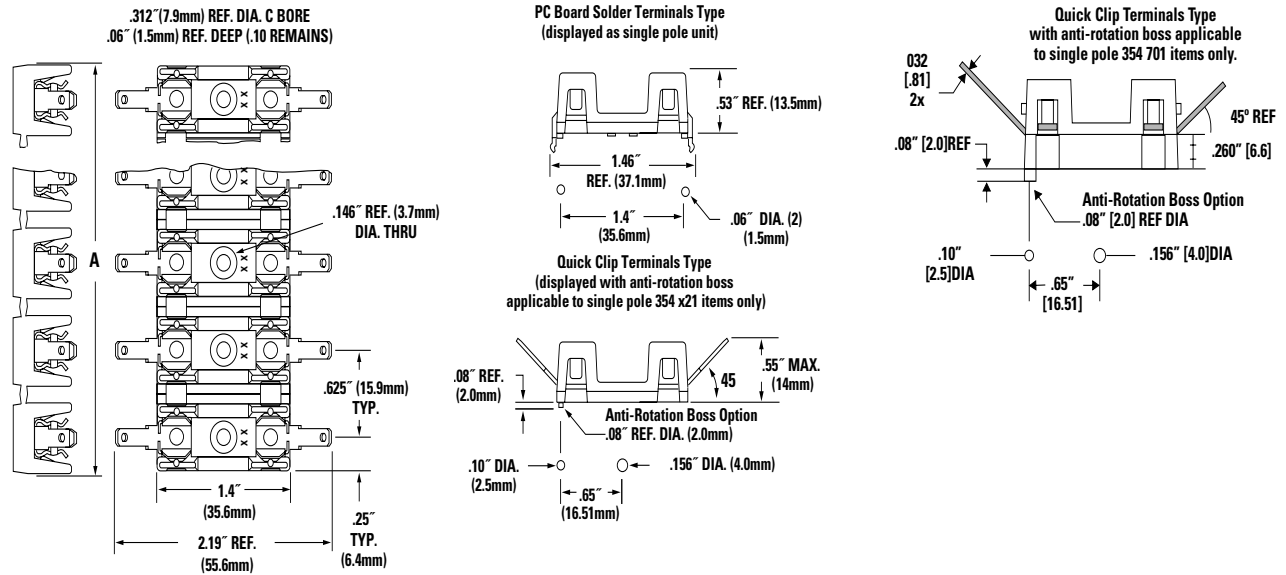 .312″(7.9mm) REF. DIA. C BORE
.06″ (1.5mm) REF. DEEP (.10 REMAINS)
A
X X
X X
X X
X X
X X
.146″ REF. (3.7mm)
DIA. THRU
.625″ (15.9mm)
TYP.
1.4″
(35.6mm)
.25″
TYP.
(6.4mm)
2.19″ REF.
(55.6mm)
PC Board Solder Terminals Type
(displayed as single pole unit)
.53″ REF. (13.5mm)
1.46″
REF. (37.1mm)
1.4″
(35.6mm)
.06″ DIA. (2)
(1.5mm)
Quick Clip Terminals Type
(displayed with anti-rotation boss
applicable to single pole 354 x21 items only)
.08″ REF.
(2.0mm)
45
.55″ MAX.
(14mm)
Anti-Rotation Boss Option
.08″ REF. DIA. (2.0mm)
.10″ DIA.
(2.5mm)
.156″ DIA. (4.0mm)
.65″
(16.51mm)
Quick Clip Terminals Type
with anti-rotation boss applicable
to single pole 354 701 items only.
032
[.81]
2x
45º REF
.08" [2.0]REF
.260" [6.6]
Anti-Rotation Boss Option
.08" [2.0] REF DIA
.10"
[2.5]DIA
.156" [4.0]DIA
.65"
[16.51]